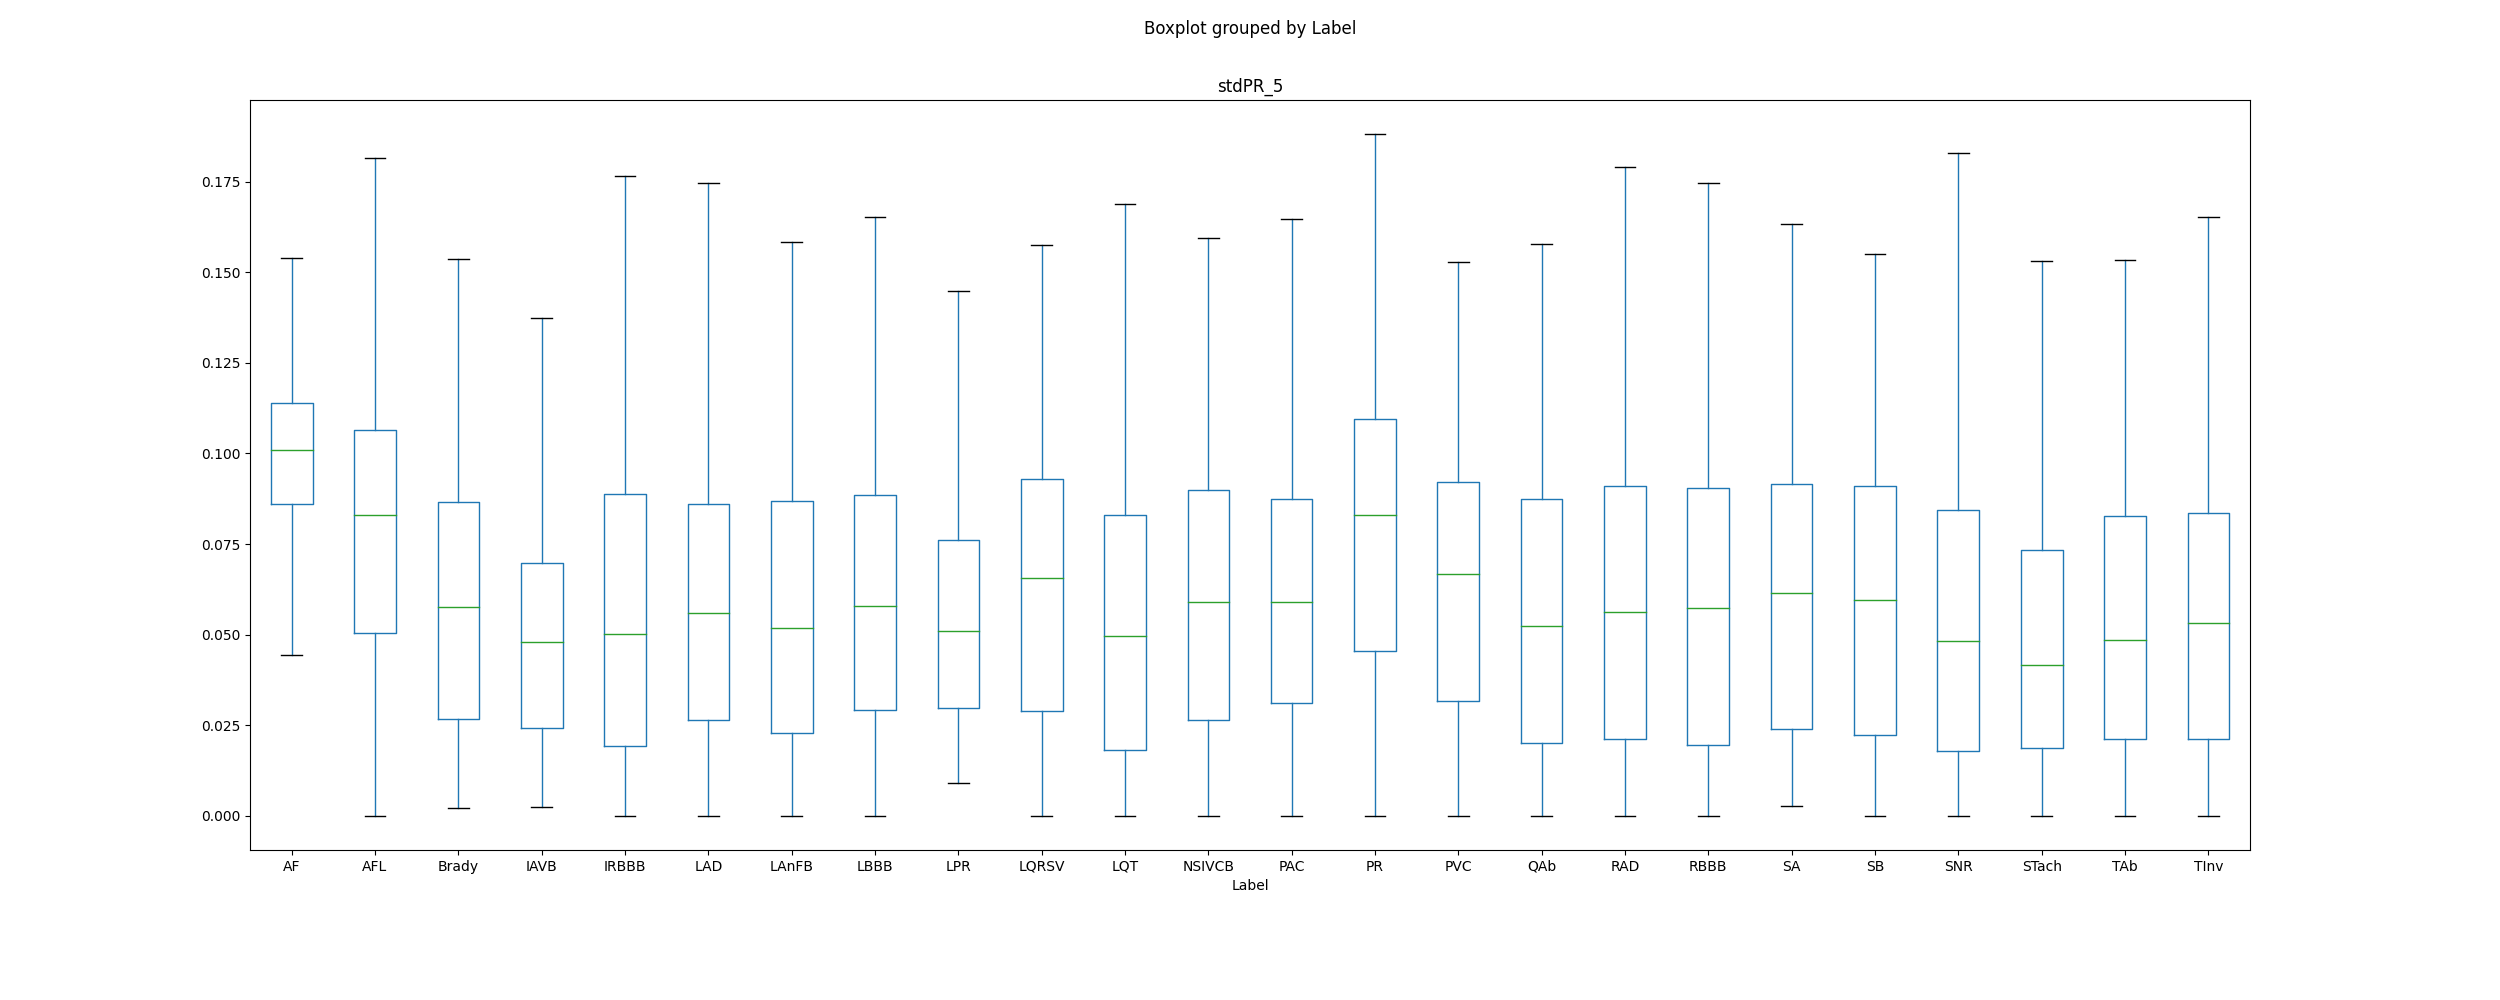 Boxplot grouped by Label
stdPR_5
0.175
0.150
0.125
0.100
0.075
0.050
0.025
0.000
AF AFL Brady IAVB IRBBB LAD LAnFB LBBB LPR LQRSV LQT NSIVCB PAC PR PVC QAb RAD RBBB SA SB SNR STach TAb TInv
Label